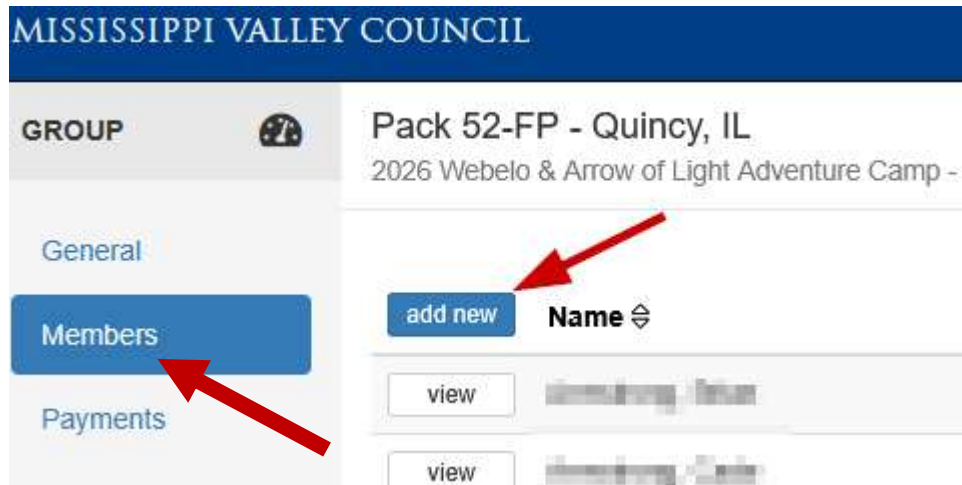 MISSISSIPPI VALLEY COUNCIL
GROUP
Pack 52-FP - Quincy, IL
2026 Webelo & Arrow of Light Adventure Camp -
General
Members
Payments
add new Name
view
view